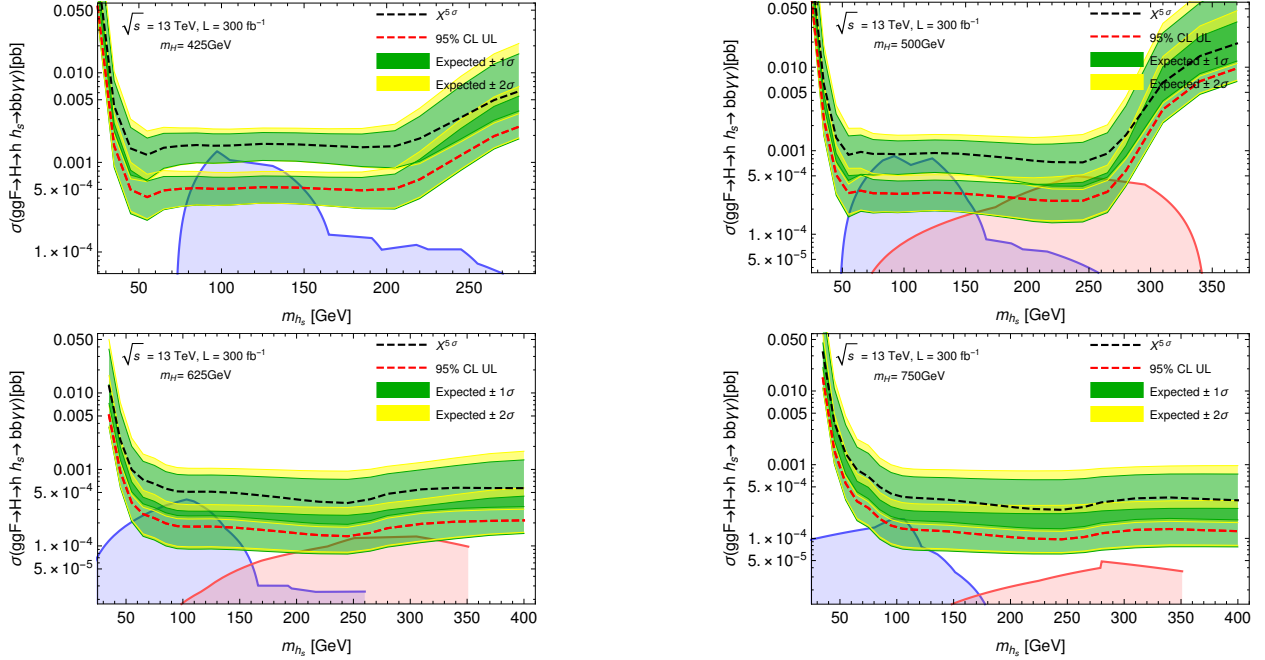 √s = 13 TeV, L = 300 fb⁻¹
m_H = 425GeV
X^5σ
95% CL UL
Expected ± 1σ
Expected ± 2σ
σ(ggF→H→h h_s→bbγγ)[pb]
0.050
0.010
0.005
0.001
5.×10⁻⁴
1.×10⁻⁴
50 100 150 200 250
m_hs [GeV]
√s = 13 TeV, L = 300 fb⁻¹
m_H = 500GeV
X^5σ
95% CL UL
Expected ± 1σ
Expected ± 2σ
σ(ggF→H→h h_s→bbγγ)[pb]
0.050
0.010
0.005
0.001
5.×10⁻⁴
1.×10⁻⁴
5.×10⁻⁵
50 100 150 200 250 300 350
m_hs [GeV]
√s = 13 TeV, L = 300 fb⁻¹
m_H = 625GeV
X^5σ
95% CL UL
Expected ± 1σ
Expected ± 2σ
σ(ggF→H→h h_s→ bbγγ)[pb]
0.050
0.010
0.005
0.001
5.×10⁻⁴
1.×10⁻⁴
5.×10⁻⁵
50 100 150 200 250 300 350 400
m_hs [GeV]
√s = 13 TeV, L = 300 fb⁻¹
m_H = 750GeV
X^5σ
95% CL UL
Expected ± 1σ
Expected ± 2σ
σ(ggF→H→h h_s→ bbγγ)[pb]
0.050
0.010
0.005
0.001
5.×10⁻⁴
1.×10⁻⁴
5.×10⁻⁵
50 100 150 200 250 300 350 400
m_hs [GeV]